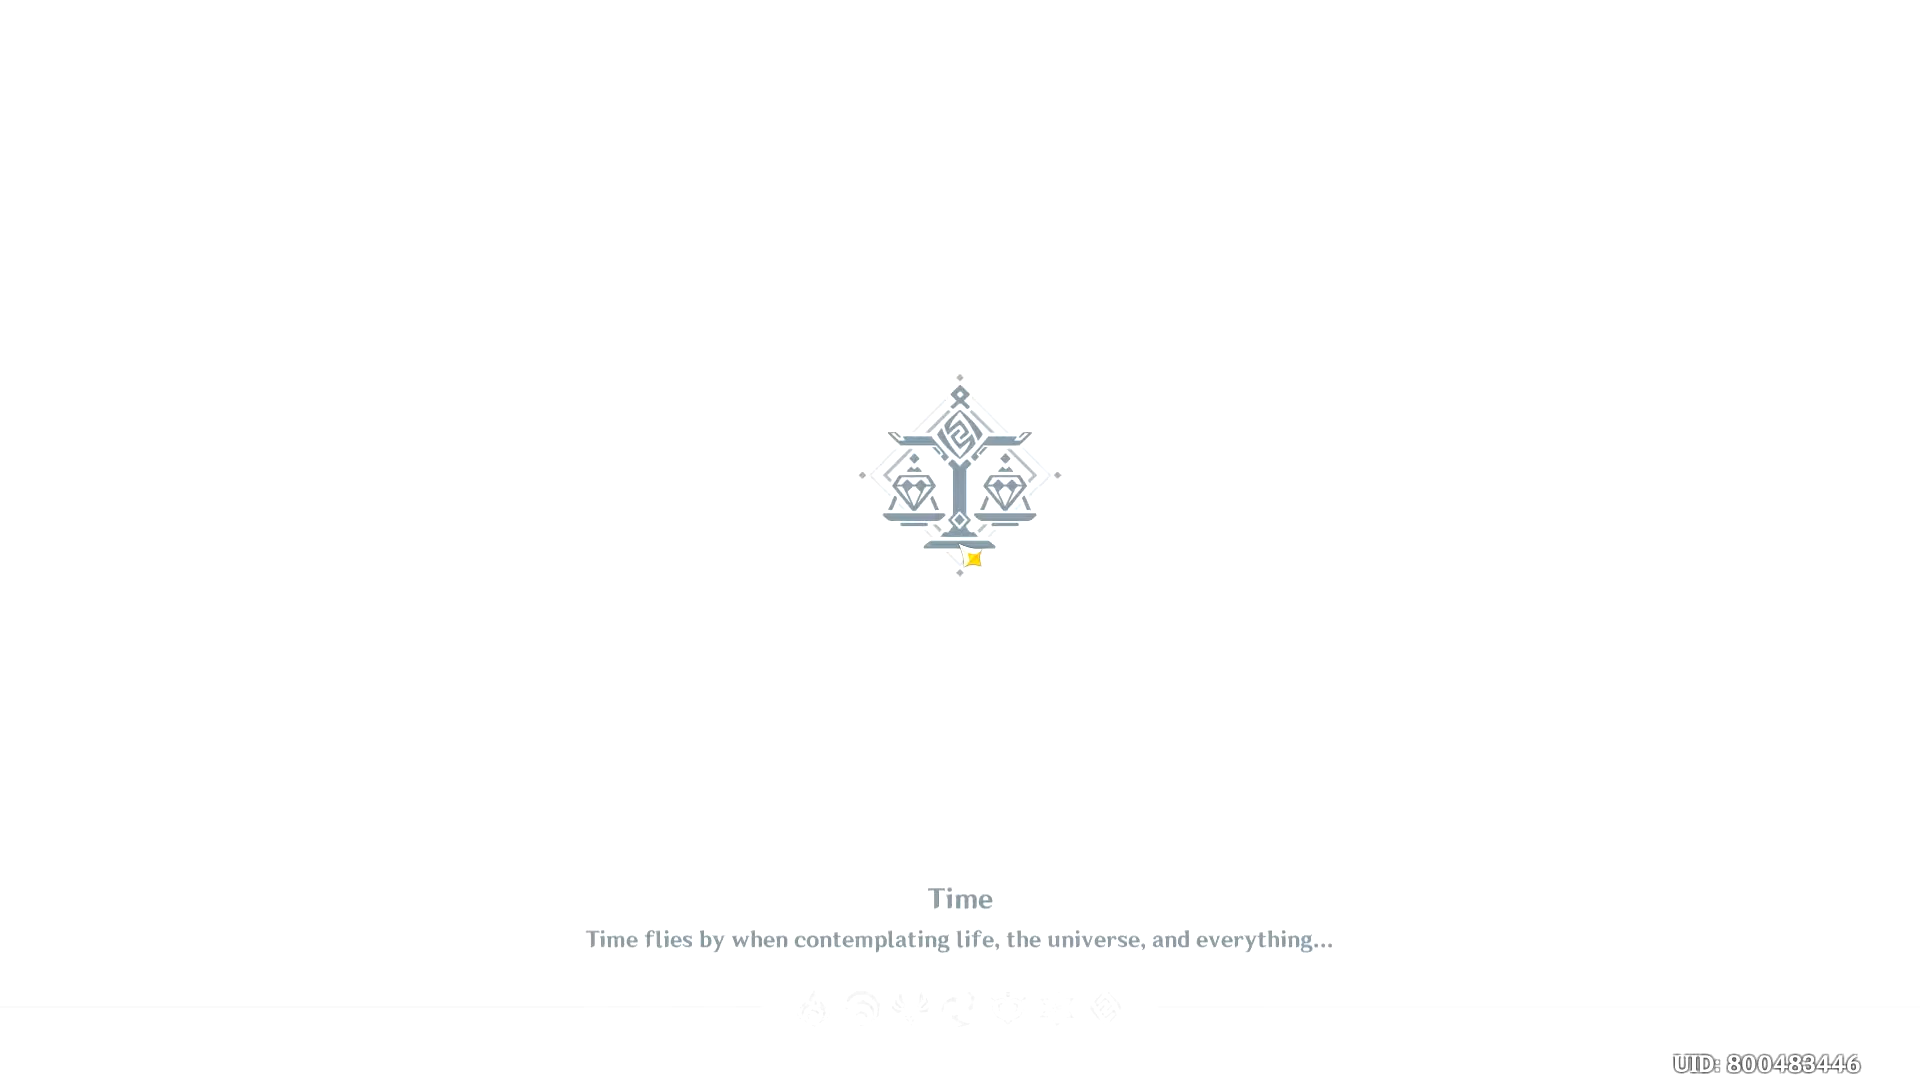 Time
Time flies by when contemplating life, the universe, and everything...
UID: 800483446